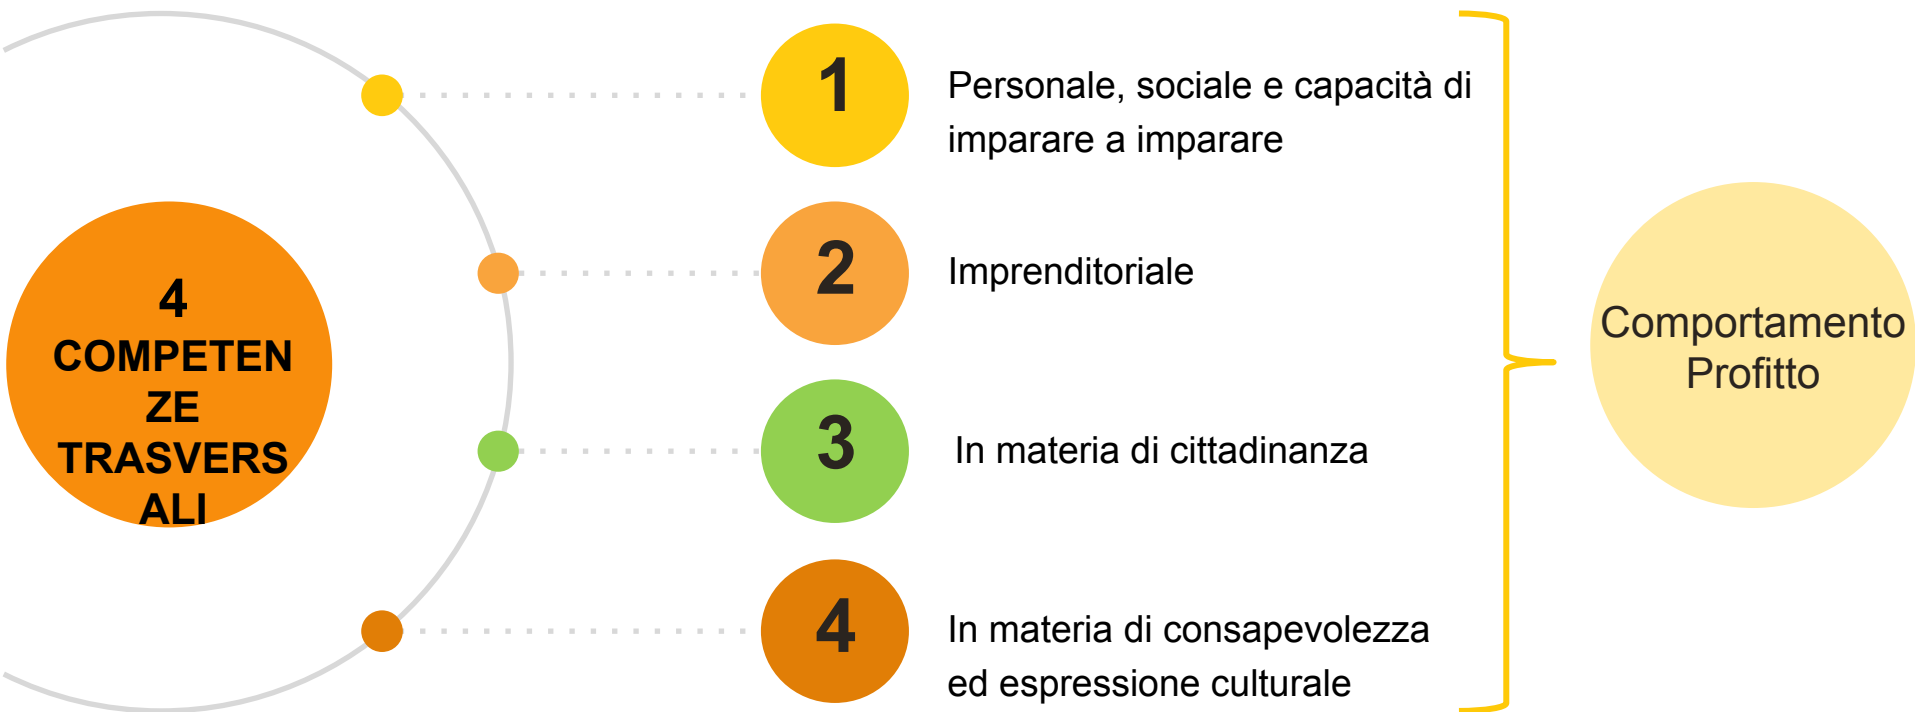 4
COMPETEN
ZE
TRASVERS
ALI
1
Personale, sociale e capacità di
imparare a imparare
2
Imprenditoriale
3
In materia di cittadinanza
4
In materia di consapevolezza
ed espressione culturale
Comportamento
Profitto